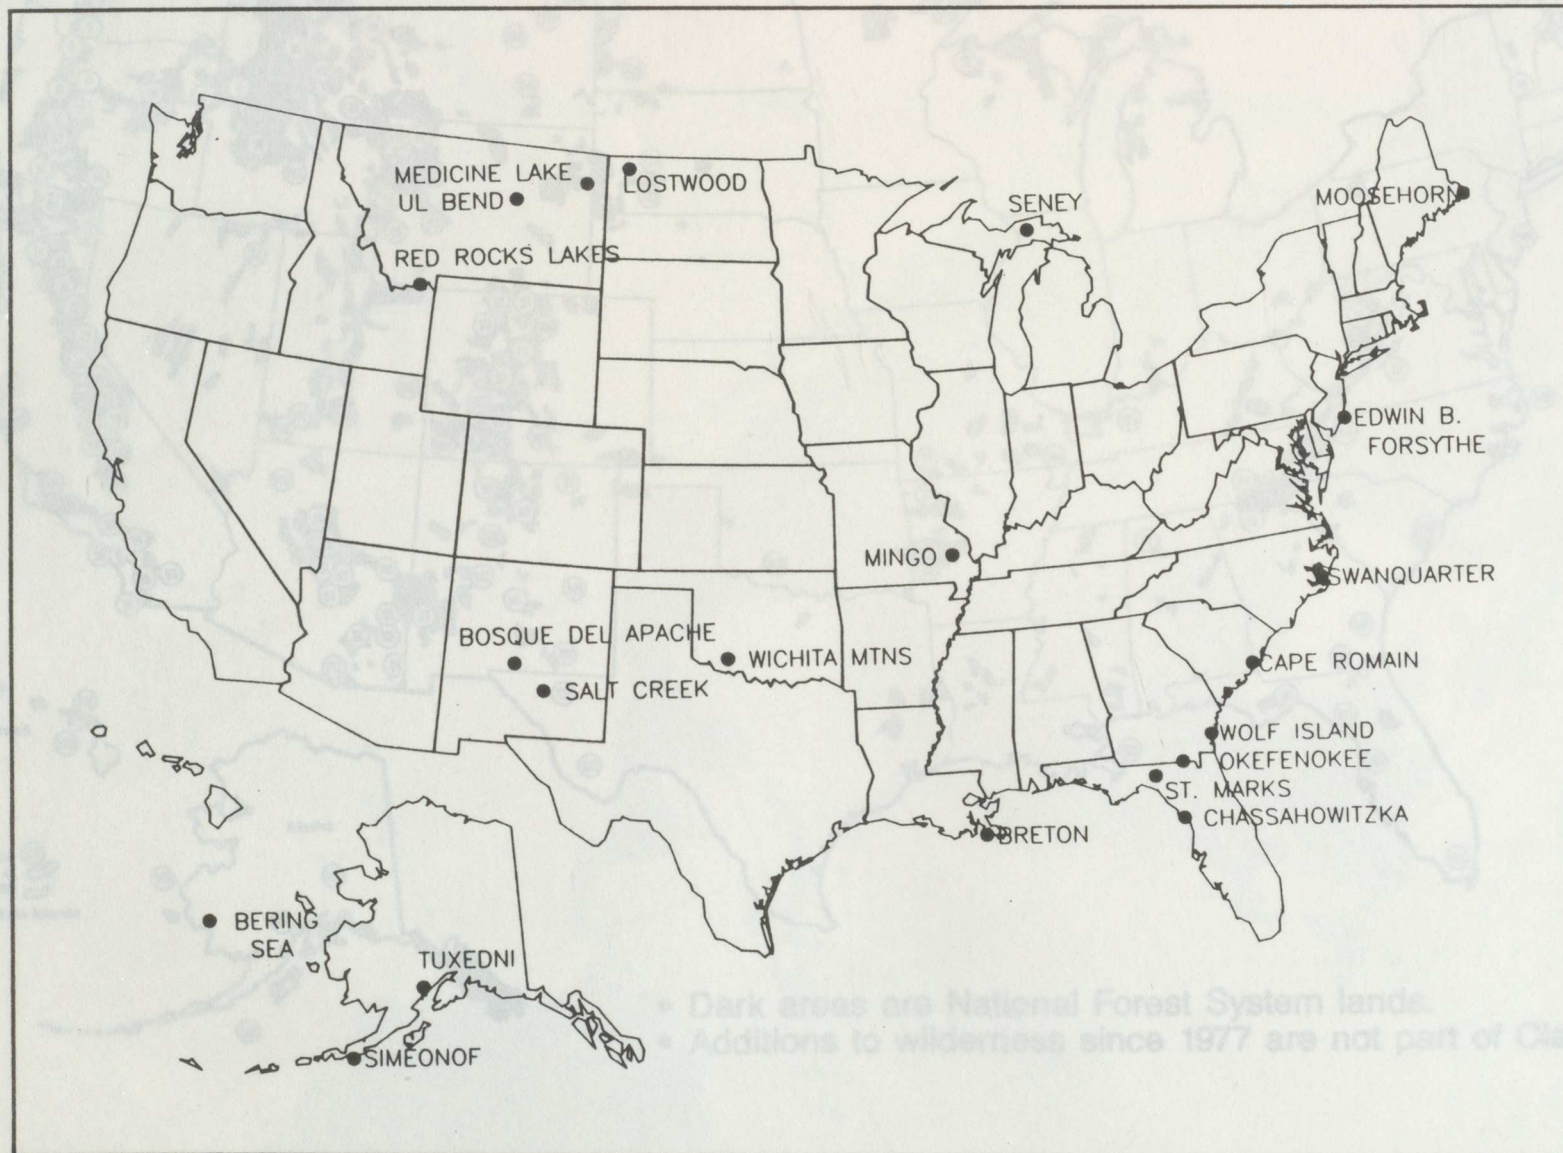 MEDICINE LAKE
UL BEND
LOSTWOOD
RED ROCKS LAKES
SENEY
MOOSEHORN
EDWIN B.
FORSYTHE
MINGO
SWANQUARTER
BOSQUE DEL APACHE
SALT CREEK
WICHITA MTNS
CAPE ROMAIN
WOLF ISLAND
OKEFENOKEE
ST. MARKS
CHASSAHOWITZKA
BRETON
BERING
SEA
TUXEDNI
SIMEONOF
• Dark areas are National Forest System lands.
• Additions to wilderness since 1977 are not part of Cla